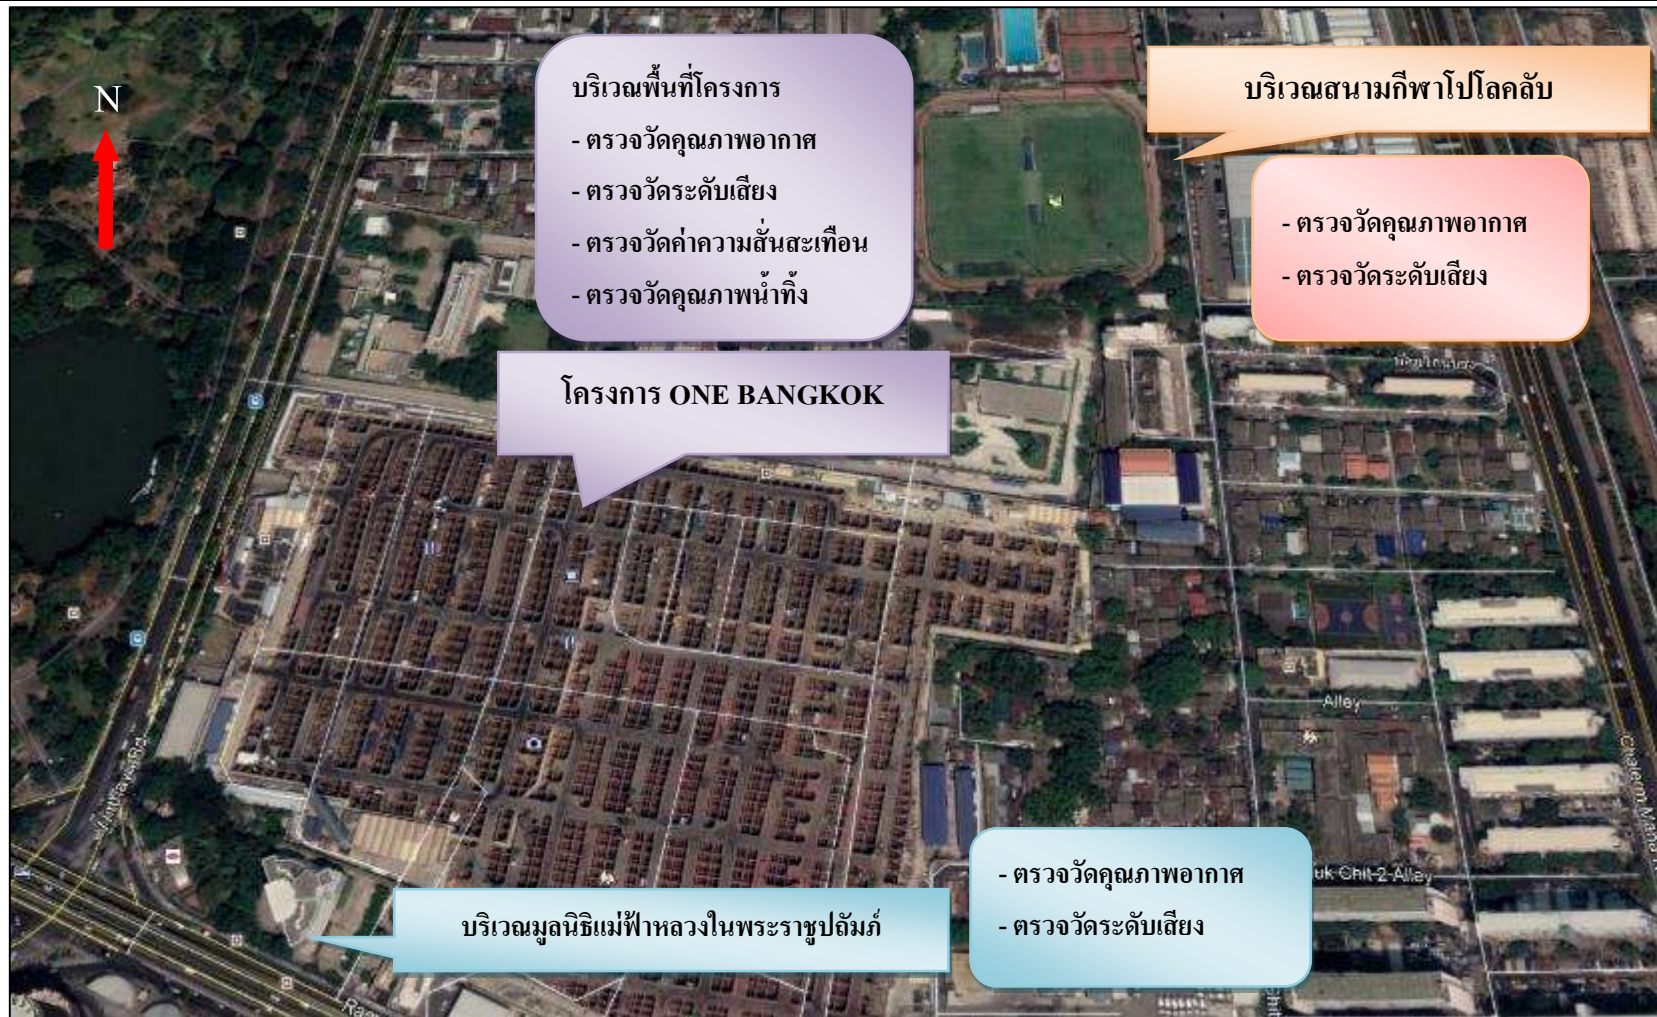 N
บริเวณพื้นที่โครงการ
- ตรวจวัดคุณภาพอากาศ
- ตรวจวัดระดับเสียง
- ตรวจวัดค่าความสั่นสะเทือน
- ตรวจวัดคุณภาพน้ำทิ้ง
บริเวณสนามกีฬาโปโลคลับ
- ตรวจวัดคุณภาพอากาศ
- ตรวจวัดระดับเสียง
โครงการ ONE BANGKOK
Alley
- ตรวจวัดคุณภาพอากาศ
- ตรวจวัดระดับเสียง
uk Chit 2 Alley
บริเวณมูลนิธิแม่ฟ้าหลวงในพระราชูปถัมภ์